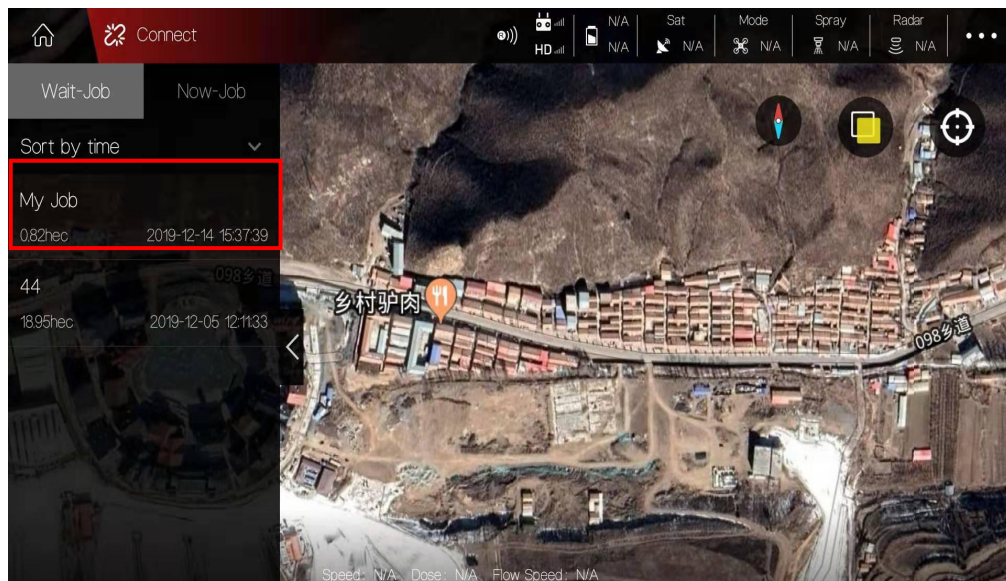 Connect
HD
N/A
N/A
Sat
N/A
Mode
N/A
Spray
N/A
Radar
N/A
Wait-Job
Now-Job
Sort by time
My Job
0.82hec 2019-12-14 15:37:39
44
18.95hec 2019-12-05 12:11:33
098乡道
乡村驴肉
098乡道
Speed: N/A Dose: N/A Flow Speed: N/A